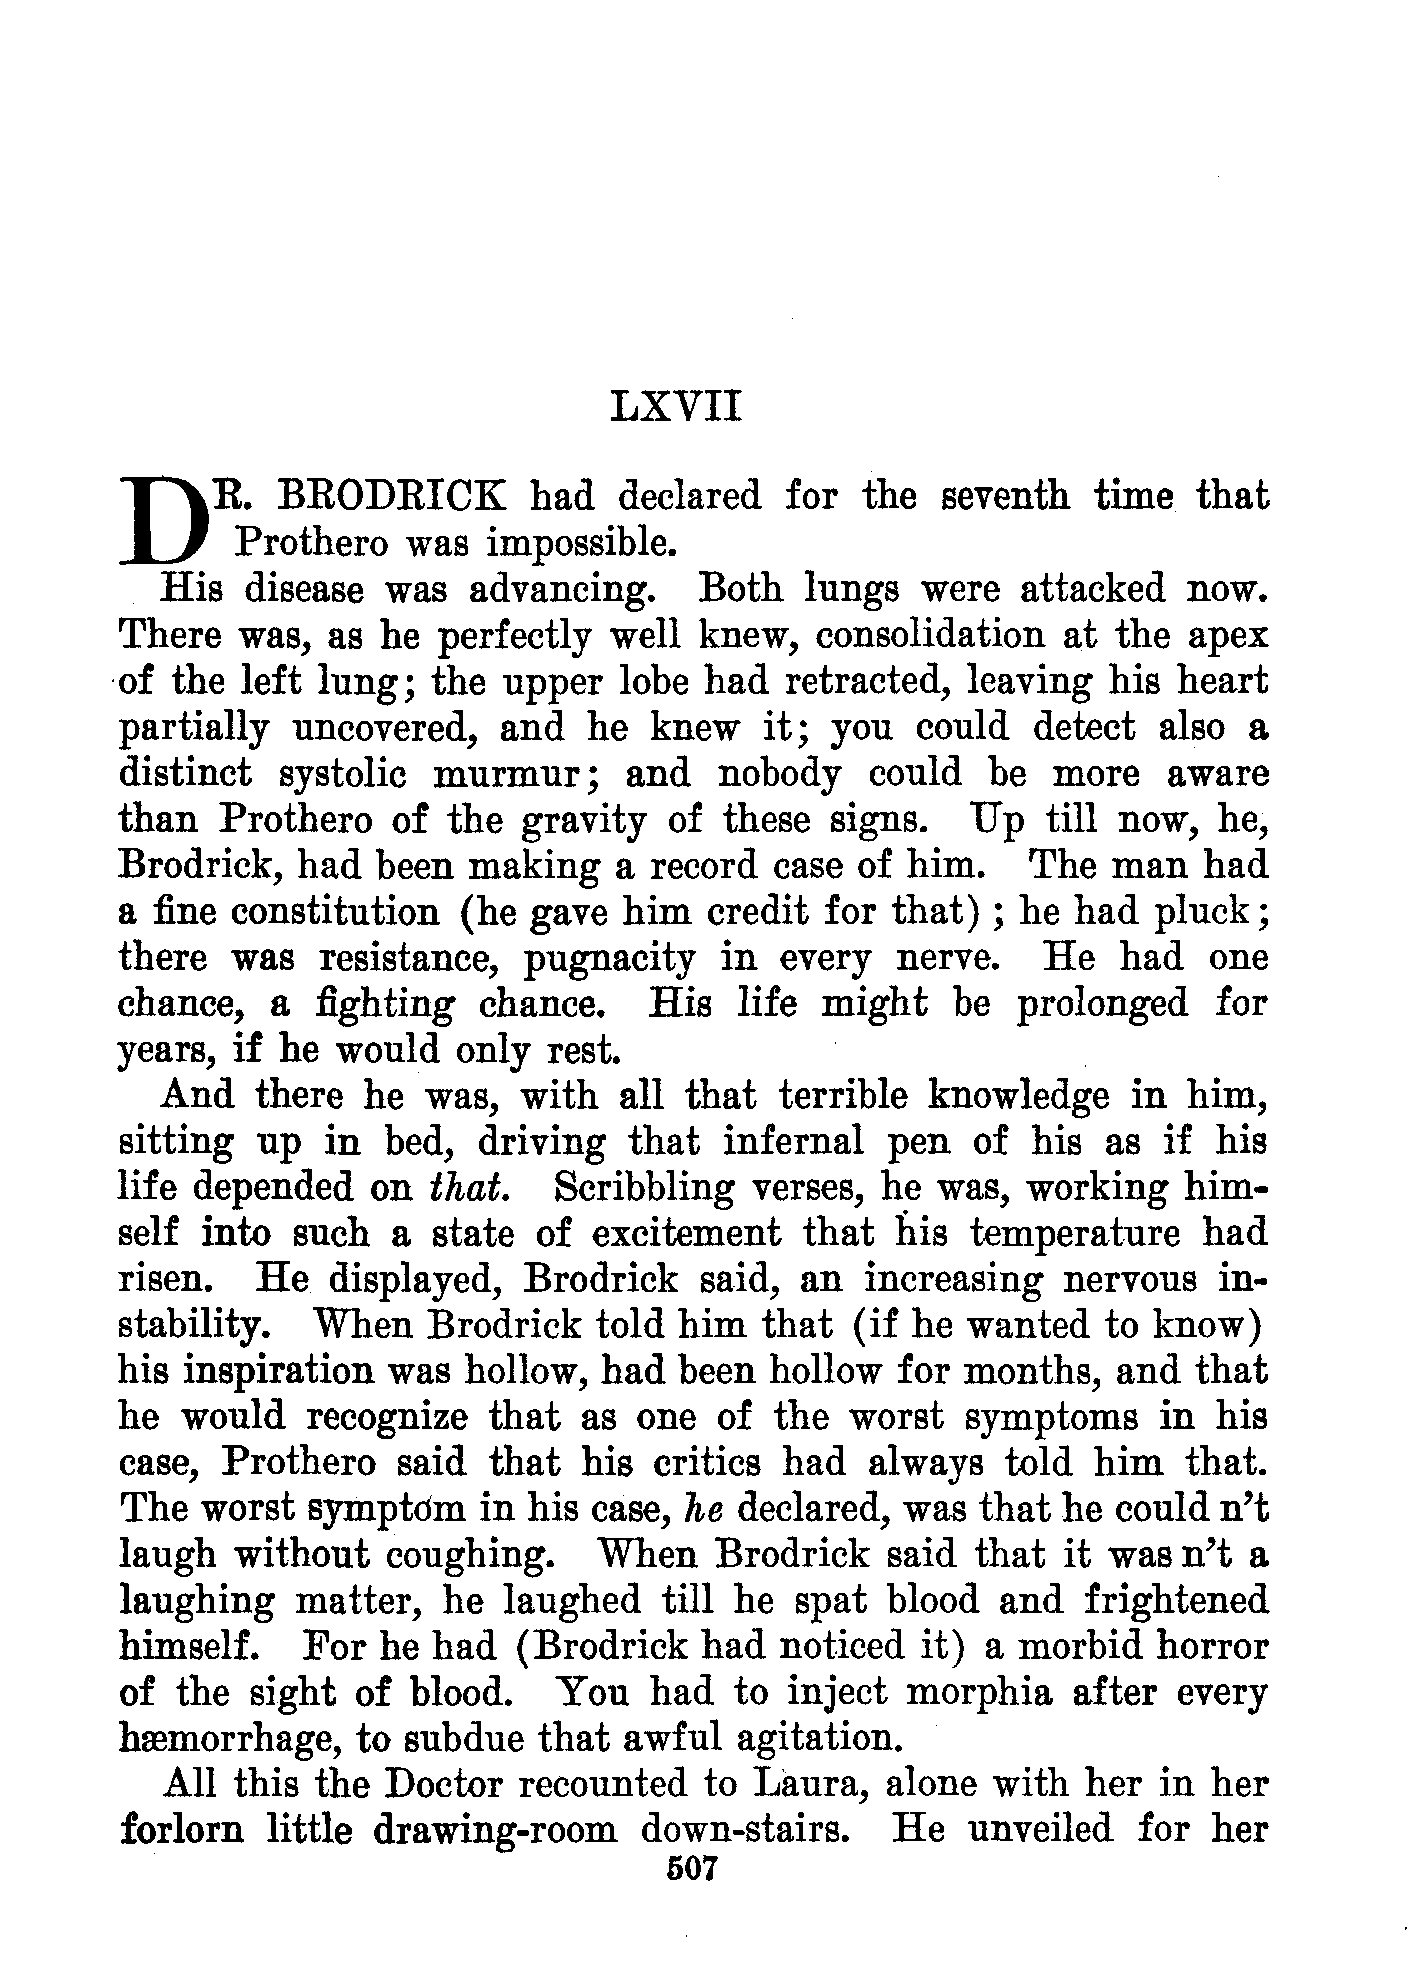 LXVII
DR. BRODRICK had declared for the seventh time that
Prothero was impossible.
His disease was advancing. Both lungs were attacked now.
There was, as he perfectly well knew, consolidation at the apex
of the left lung; the upper lobe had retracted, leaving his heart
partially uncovered, and he knew it; you could detect also a
distinct systolic murmur; and nobody could be more aware
than Prothero of the gravity of these signs. Up till now, he,
Brodrick, had been making a record case of him. The man had
a fine constitution (he gave him credit for that); he had pluck;
there was resistance, pugnacity in every nerve. He had one
chance, a fighting chance. His life might be prolonged for
years, if he would only rest.
And there he was, with all that terrible knowledge in him,
sitting up in bed, driving that infernal pen of his as if his
life depended on that. Scribbling verses, he was, working him-
self into such a state of excitement that his temperature had
risen. He displayed, Brodrick said, an increasing nervous in-
stability. When Brodrick told him that (if he wanted to know)
his inspiration was hollow, had been hollow for months, and that
he would recognize that as one of the worst symptoms in his
case, Prothero said that his critics had always told him that.
The worst symptom in his case, he declared, was that he could n't
laugh without coughing. When Brodrick said that it was n't a
laughing matter, he laughed till he spat blood and frightened
himself. For he had (Brodrick had noticed it) a morbid horror
of the sight of blood. You had to inject morphia after every
hæmorrhage, to subdue that awful agitation.
All this the Doctor recounted to Laura, alone with her in her
forlorn little drawing-room down-stairs. He unveiled for her
507